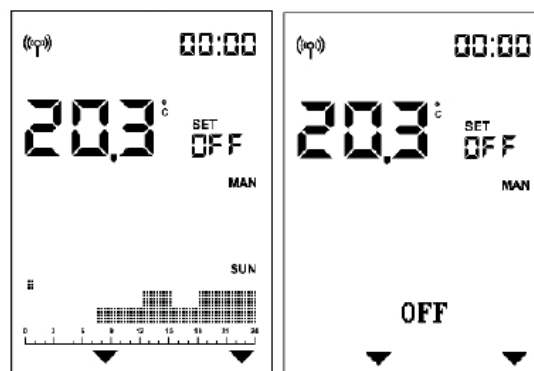 00:00
20.3 °C
SET
OFF
MAN
SUN
0 3 6 9 12 15 18 21 24
00:00
20.3 °C
SET
OFF
MAN
OFF